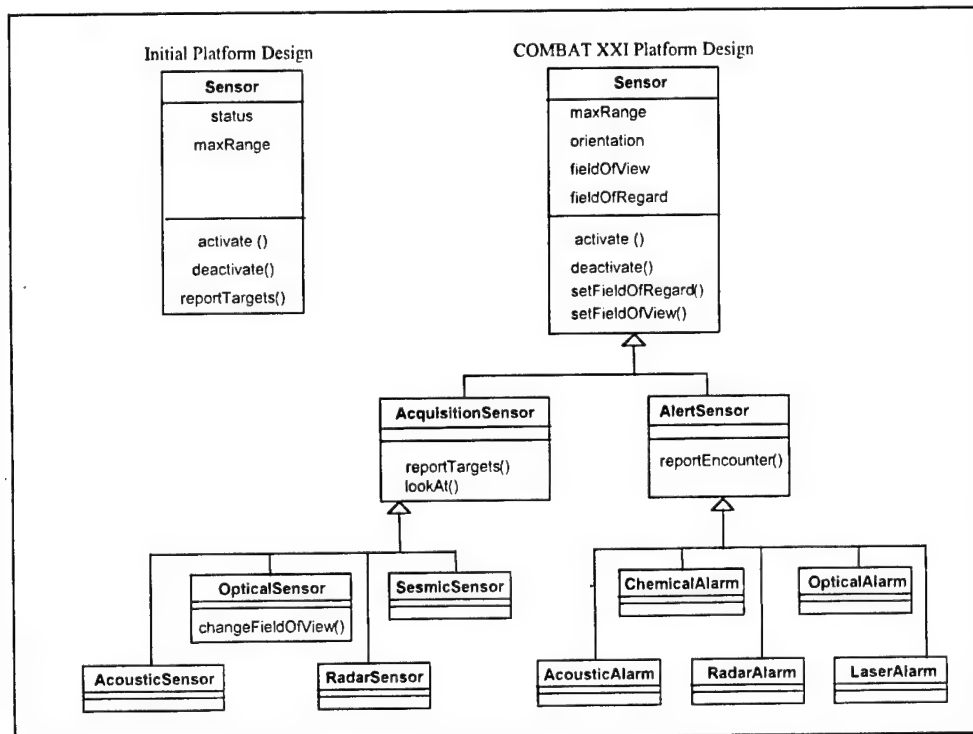 Initial Platform Design
Sensor
status
maxRange
activate ()
deactivate()
reportTargets()
COMBAT XXI Platform Design
Sensor
maxRange
orientation
fieldOfView
fieldOfRegard
activate ()
deactivate()
setFieldOfRegard()
setFieldOfView()
AcquisitionSensor
reportTargets()
lookAt()
AlertSensor
reportEncounter()
OpticalSensor
changeFieldOfView()
SesmicSensor
AcousticSensor
RadarSensor
ChemicalAlarm
OpticalAlarm
AcousticAlarm
RadarAlarm
LaserAlarm